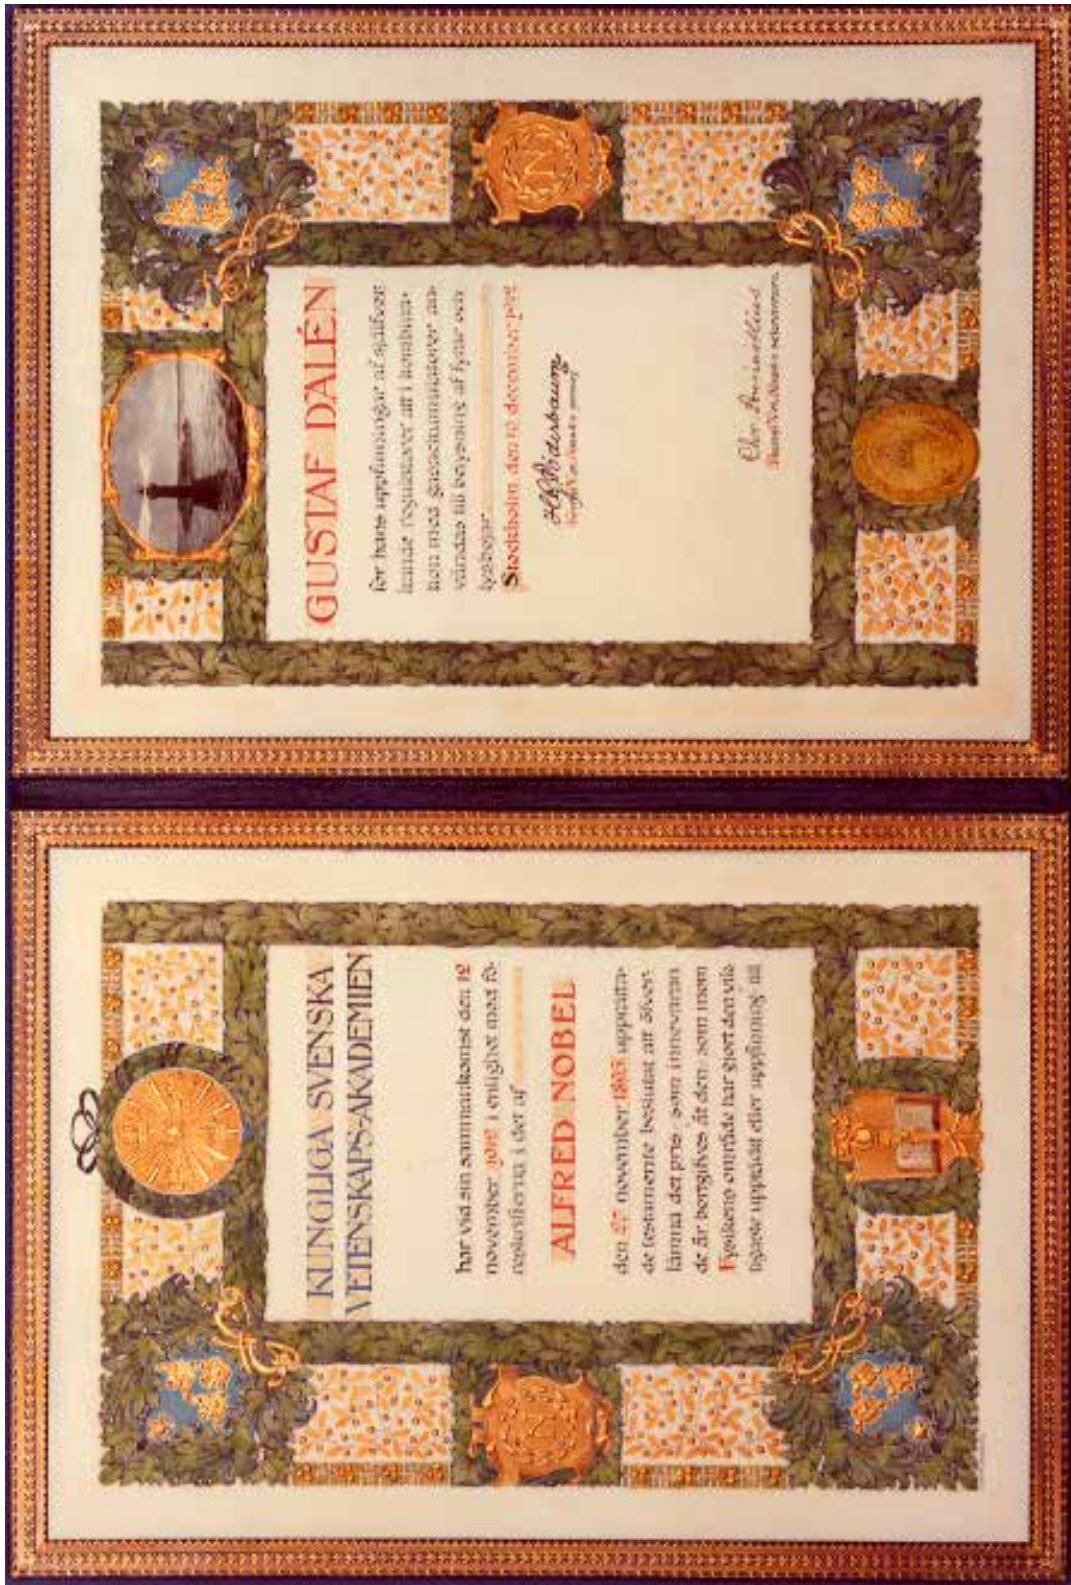 KUNGLIGA SVENSKA
VETENSKAPS-AKADEMIEN
har vid sin sammankomst den 12
november 1912 i enlighet med fö-
reskrifterna i det af
ALFRED NOBEL
den 27 november 1895 upprätta-
de testamente beslutat att öfver-
lämna det pris som innevaran-
de år bortgifves åt den som inom
Fysikens område har gjort den vik-
tigaste upptäckt eller uppfinning till
GUSTAF DALÉN
för hans uppfinningar af själfver-
kande regulatorer att i kombina-
tion med gasackumulatorer an-
vändas till belysning af fyrar och
lysbojar
Stockholm den 10 december 1912
HGSöderbaum